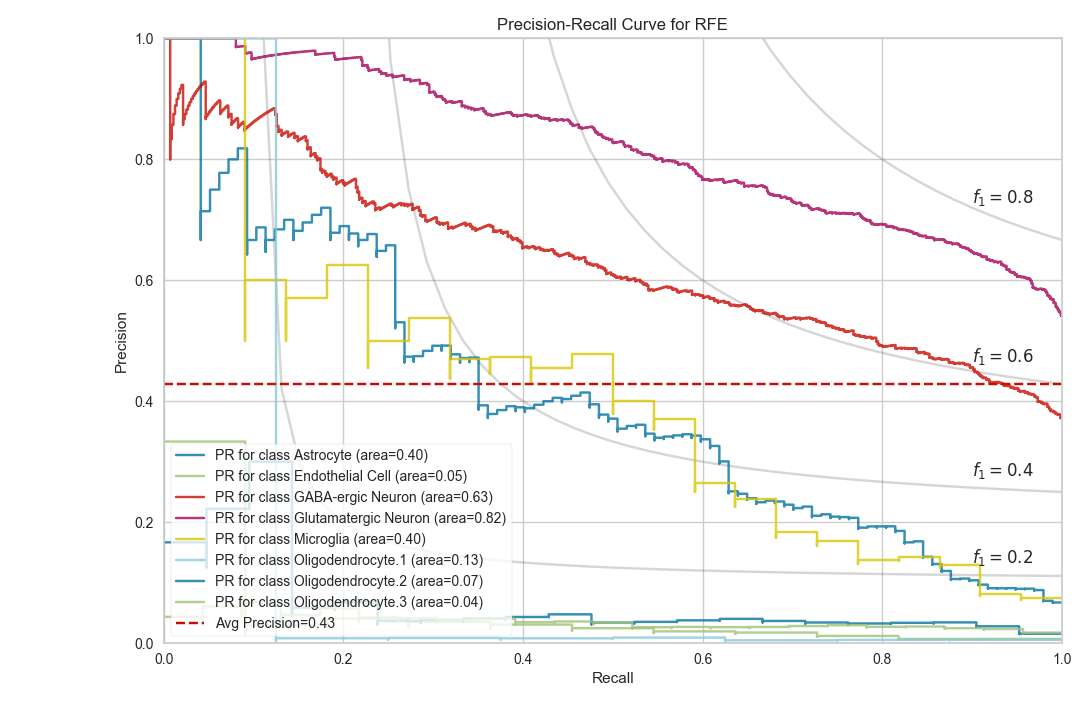 Precision-Recall Curve for RFE
1.0
0.8
0.6
0.4
0.2
0.0
Precision
f1 = 0.8
f1 = 0.6
f1 = 0.4
f1 = 0.2
PR for class Astrocyte (area=0.40)
PR for class Endothelial Cell (area=0.05)
PR for class GABA-ergic Neuron (area=0.63)
PR for class Glutamatergic Neuron (area=0.82)
PR for class Microglia (area=0.40)
PR for class Oligodendrocyte.1 (area=0.13)
PR for class Oligodendrocyte.2 (area=0.07)
PR for class Oligodendrocyte.3 (area=0.04)
Avg Precision=0.43
0.0 0.2 0.4 0.6 0.8 1.0
Recall